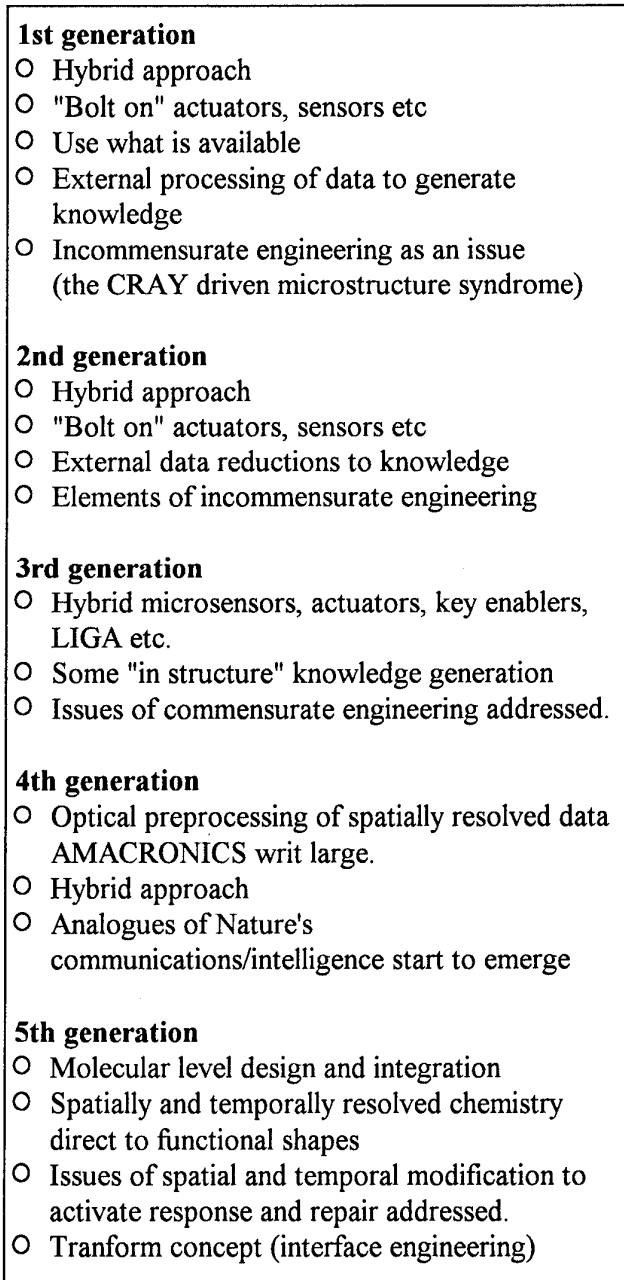 1st generation
O Hybrid approach
O "Bolt on" actuators, sensors etc
O Use what is available
O External processing of data to generate
knowledge
O Incommensurate engineering as an issue
(the CRAY driven microstructure syndrome)
2nd generation
O Hybrid approach
O "Bolt on" actuators, sensors etc
O External data reductions to knowledge
O Elements of incommensurate engineering
3rd generation
O Hybrid microsensors, actuators, key enablers,
LIGA etc.
O Some "in structure" knowledge generation
O Issues of commensurate engineering addressed.
4th generation
O Optical preprocessing of spatially resolved data
AMACRONICS writ large.
O Hybrid approach
O Analogues of Nature's
communications/intelligence start to emerge
5th generation
O Molecular level design and integration
O Spatially and temporally resolved chemistry
direct to functional shapes
O Issues of spatial and temporal modification to
activate response and repair addressed.
O Tranform concept (interface engineering)